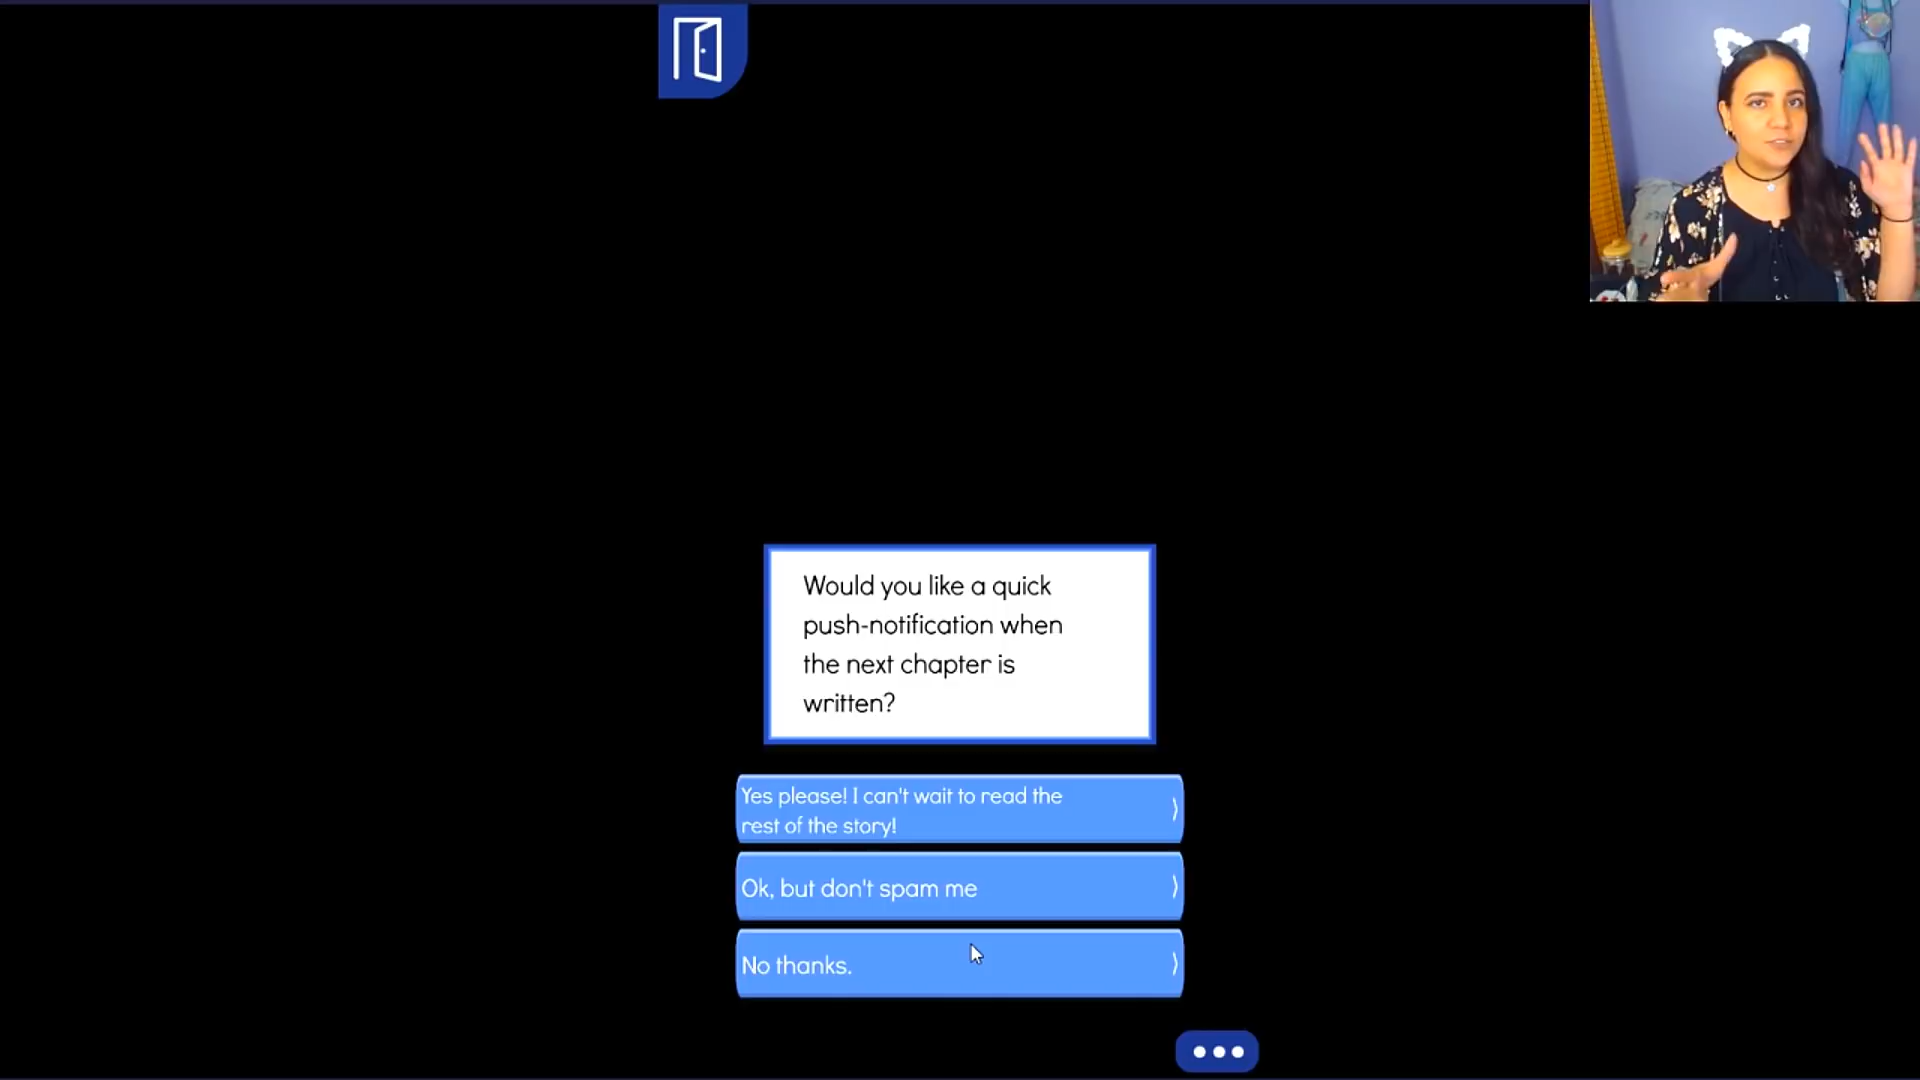 Would you like a quick
push-notification when
the next chapter is
written?
Yes please! I can't wait to read the
rest of the story!
Ok, but don't spam me
No thanks.